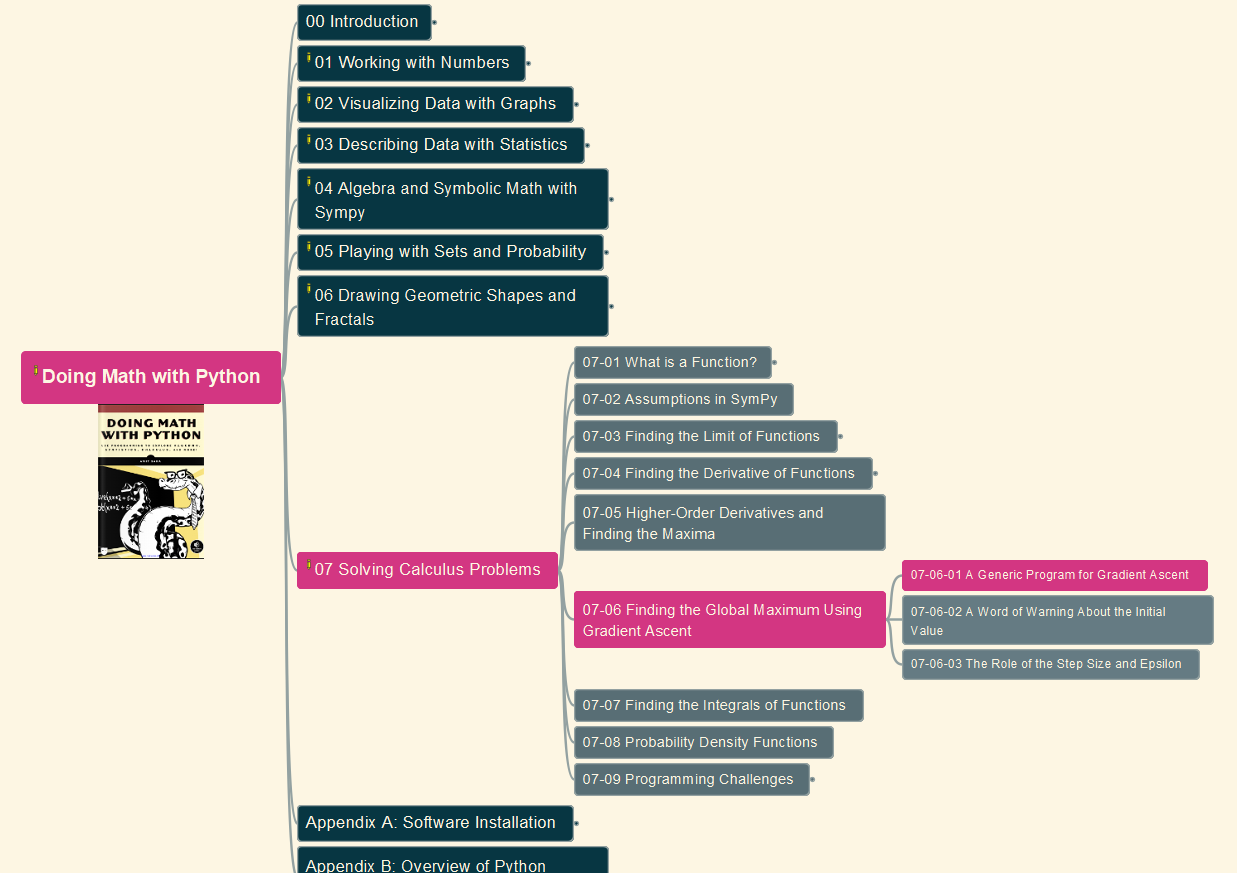 00 Introduction
01 Working with Numbers
02 Visualizing Data with Graphs
03 Describing Data with Statistics
04 Algebra and Symbolic Math with
Sympy
05 Playing with Sets and Probability
06 Drawing Geometric Shapes and
Fractals
Doing Math with Python
DOING MATH
WITH PYTHON
07 Solving Calculus Problems
07-01 What is a Function?
07-02 Assumptions in SymPy
07-03 Finding the Limit of Functions
07-04 Finding the Derivative of Functions
07-05 Higher-Order Derivatives and
Finding the Maxima
07-06 Finding the Global Maximum Using
Gradient Ascent
07-06-01 A Generic Program for Gradient Ascent
07-06-02 A Word of Warning About the Initial
Value
07-06-03 The Role of the Step Size and Epsilon
07-07 Finding the Integrals of Functions
07-08 Probability Density Functions
07-09 Programming Challenges
Appendix A: Software Installation
Appendix B: Overview of Python